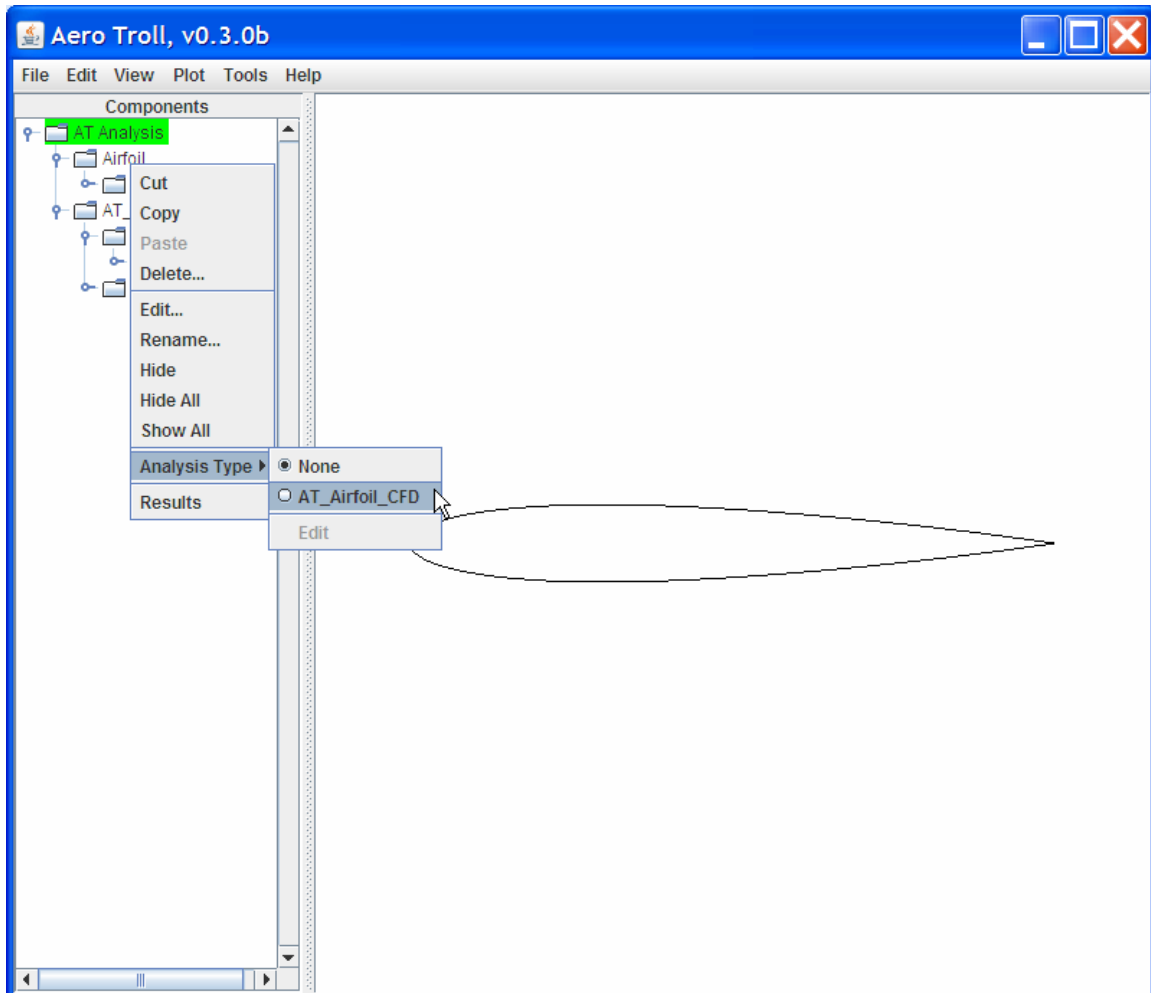 Aero Troll, v0.3.0b
File Edit View Plot Tools Help
Components
AT Analysis
Airfoil
AT_
Cut
Copy
Paste
Delete...
Edit...
Rename...
Hide
Hide All
Show All
Analysis Type
Results
None
AT_Airfoil_CFD
Edit